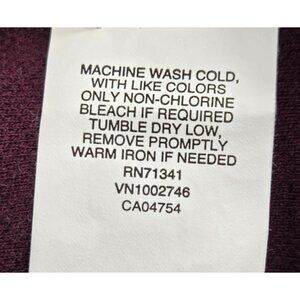 MACHINE WASH COLD,
WITH LIKE COLORS
ONLY NON-CHLORINE
BLEACH IF REQUIRED
TUMBLE DRY LOW,
REMOVE PROMPTLY
WARM IRON IF NEEDED
RN71341
VN1002746
CA04754